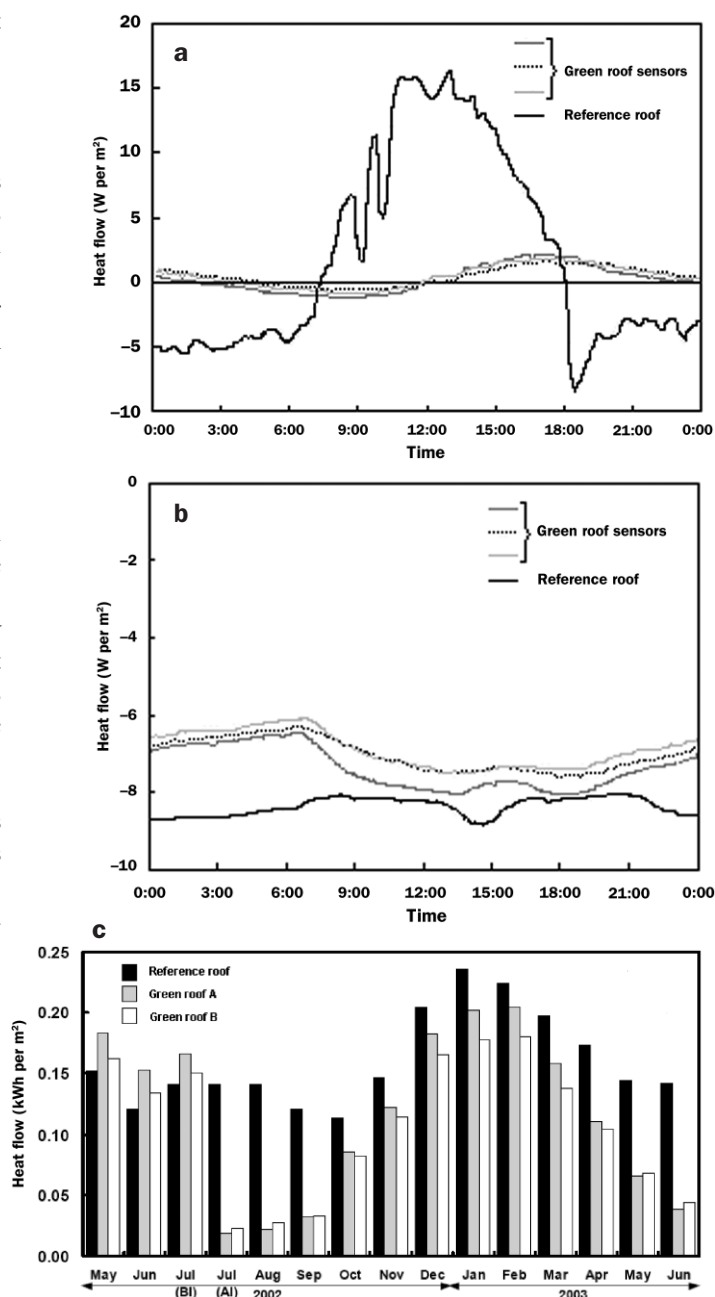 20
a
Green roof sensors
15
Reference roof
10
5
0
−5
−10
Heat flow (W per m²)
0:00 3:00 6:00 9:00 12:00 15:00 18:00 21:00 0:00
Time
0
b
Green roof sensors
−2
Reference roof
−4
−6
−8
−10
Heat flow (W per m²)
0:00 3:00 6:00 9:00 12:00 15:00 18:00 21:00 0:00
Time
c
0.25
Reference roof
Green roof A
0.20
Green roof B
0.15
0.10
0.05
0.00
Heat flow (kWh per m²)
May Jun Jul Jul Aug Sep Oct Nov Dec Jan Feb Mar Apr May Jun
(BI) (AI) 2002 2003